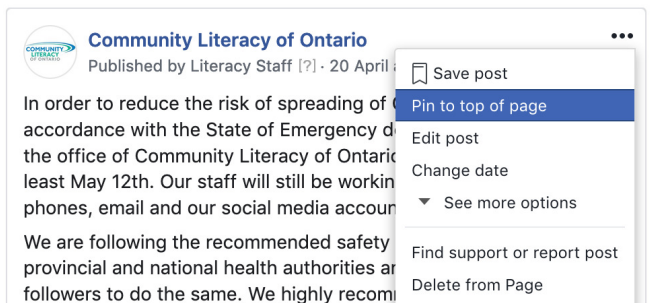 COMMUNITY
LITERACY
OF ONTARIO
Community Literacy of Ontario
Published by Literacy Staff [?] · 20 April
In order to reduce the risk of spreading of
accordance with the State of Emergency
the office of Community Literacy of
least May 12th. Our staff will still be
phones, email and our social media
We are following the recommended safety
provincial and national health authorities
followers to do the same. We highly
Save post
Pin to top of page
Edit post
Change date
See more options
Find support or report post
Delete from Page